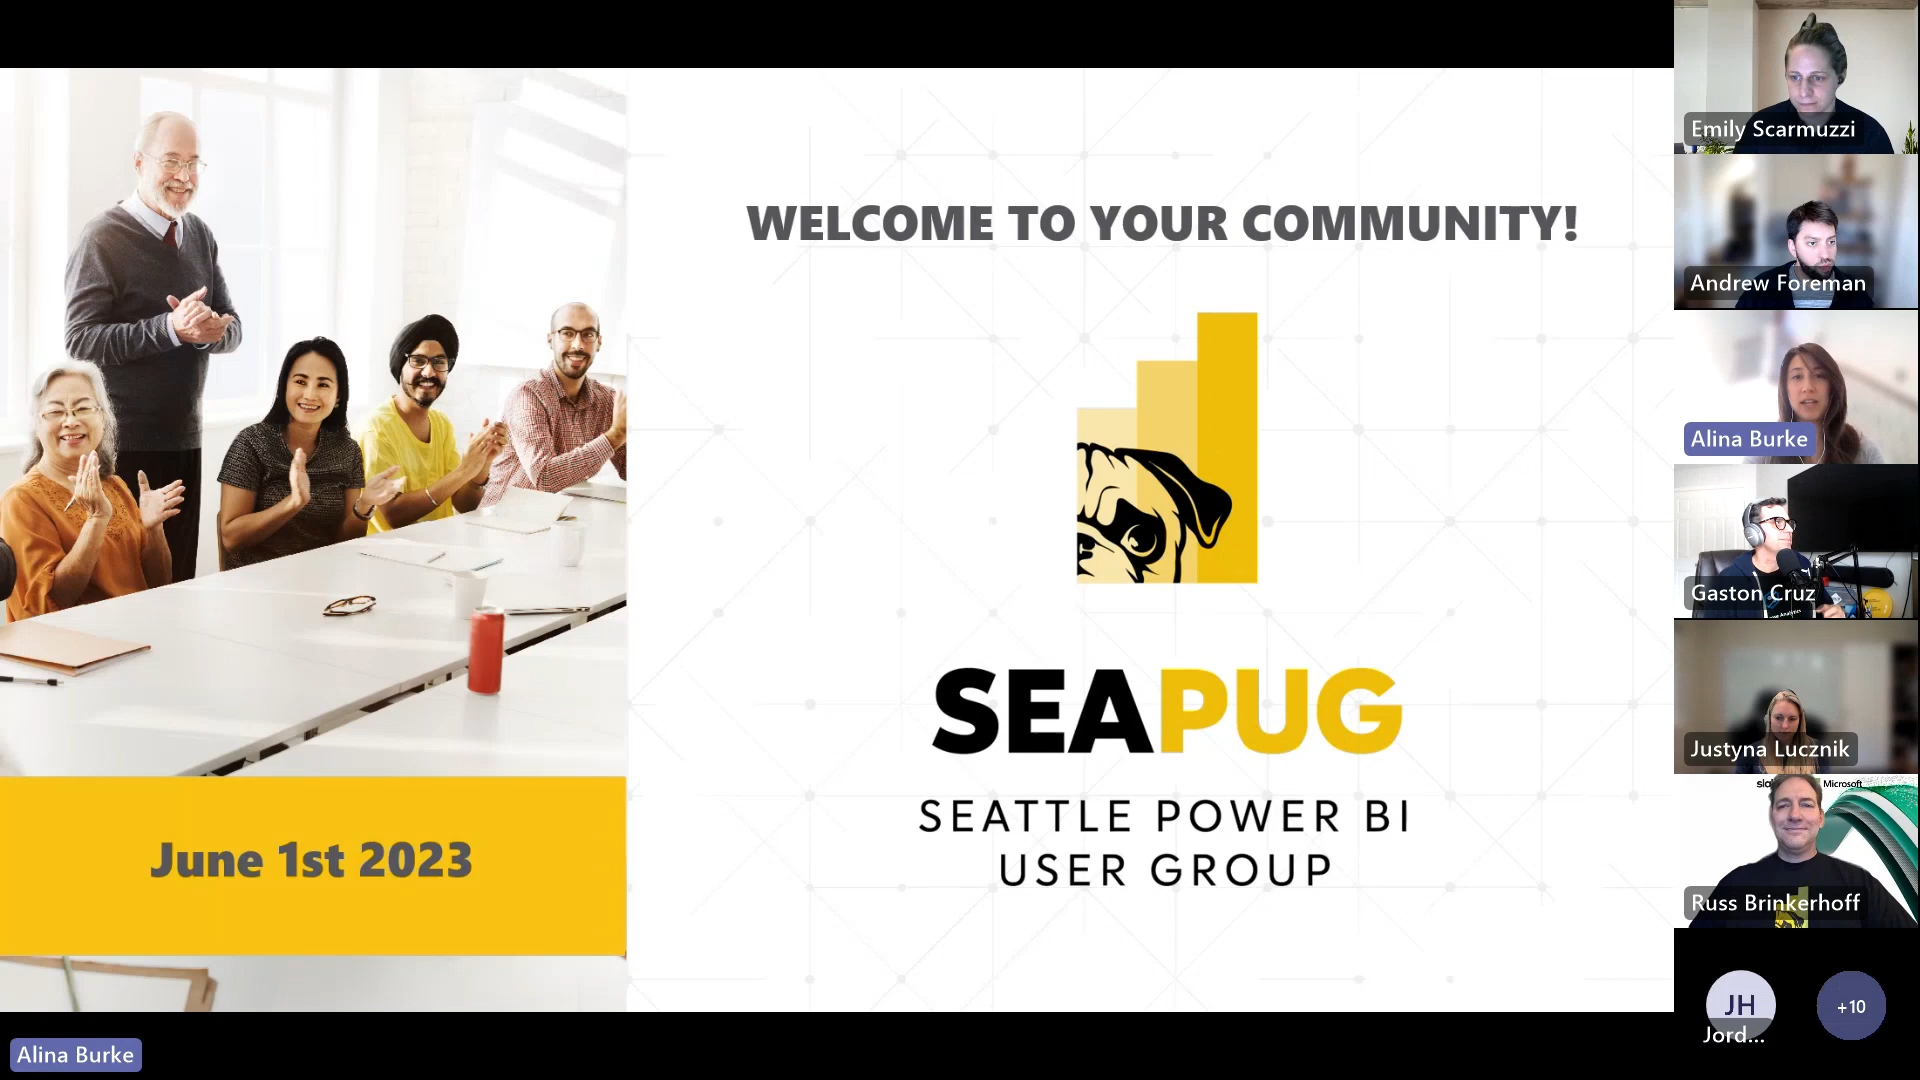 WELCOME TO YOUR COMMUNITY!
SEAPUG
SEATTLE POWER BI
USER GROUP
June 1st 2023
Alina Burke
Emily Scarmuzzi
Andrew Foreman
Alina Burke
Gaston Cruz
Justyna Lucznik
Microsoft
Russ Brinkerhoff
JH
Jord...
+10